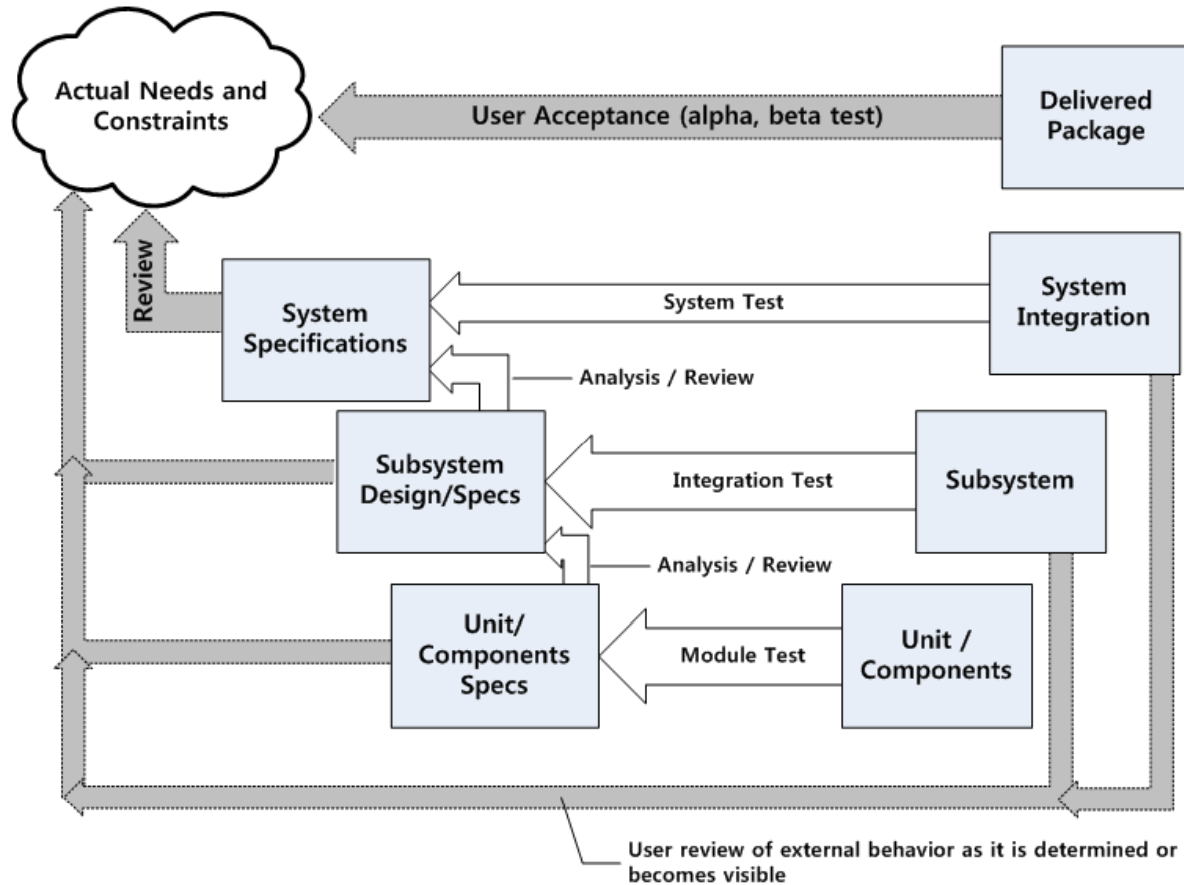 Actual Needs and
Constraints
User Acceptance (alpha, beta test)
Delivered
Package
Review
System
Specifications
System Test
System
Integration
Analysis / Review
Subsystem
Design/Specs
Integration Test
Subsystem
Analysis / Review
Unit/
Components
Specs
Module Test
Unit /
Components
User review of external behavior as it is determined or
becomes visible